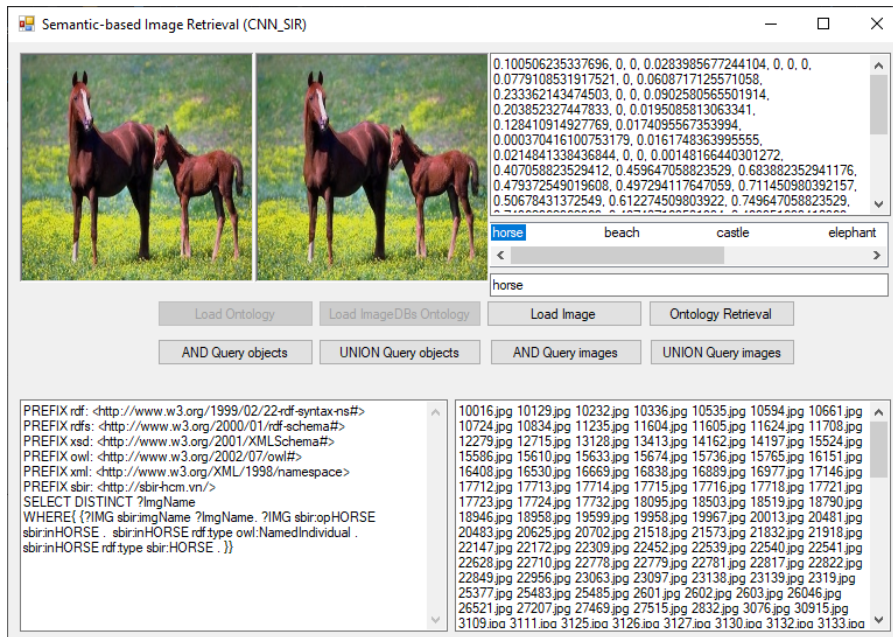 Semantic-based Image Retrieval (CNN_SIR)
0.100506235337696, 0, 0, 0.0283985677244104, 0, 0, 0,
0.0779108531917521, 0, 0.0608717125571058,
0.233362143474503, 0, 0, 0.0902580565501914,
0.203852327447833, 0, 0.0195085813063341,
0.128410914927769, 0.0174095567353994,
0.000370416100753179, 0.0161748363995555,
0.0214841338436844, 0, 0, 0.00148166440301272,
0.407058823529412, 0.459647058823529, 0.683882352941176,
0.479372549019608, 0.497294117647059, 0.711450980392157,
0.50678431372549, 0.612274509803922, 0.749647058823529,
horse beach castle elephant
horse
Load Ontology Load ImageDBs Ontology Load Image Ontology Retrieval
AND Query objects UNION Query objects AND Query images UNION Query images
PREFIX rdf: <http://www.w3.org/1999/02/22-rdf-syntax-ns#>
PREFIX rdfs: <http://www.w3.org/2000/01/rdf-schema#>
PREFIX xsd: <http://www.w3.org/2001/XMLSchema#>
PREFIX owl: <http://www.w3.org/2002/07/owl#>
PREFIX xml: <http://www.w3.org/XML/1998/namespace>
PREFIX sbir: <http://sbir-hcm.vn/>
SELECT DISTINCT ?ImgName
WHERE{ {?IMG sbir:imgName ?ImgName. ?IMG sbir:opHORSE
sbir:inHORSE . sbir:inHORSE rdf:type owl:NamedIndividual .
sbir:inHORSE rdf:type sbir:HORSE . }}
10016.jpg 10129.jpg 10232.jpg 10336.jpg 10535.jpg 10594.jpg 10661.jpg
10724.jpg 10834.jpg 11235.jpg 11604.jpg 11605.jpg 11624.jpg 11708.jpg
12279.jpg 12715.jpg 13128.jpg 13413.jpg 14162.jpg 14197.jpg 15524.jpg
15586.jpg 15610.jpg 15633.jpg 15674.jpg 15736.jpg 15765.jpg 16151.jpg
16408.jpg 16530.jpg 16669.jpg 16838.jpg 16889.jpg 16977.jpg 17146.jpg
17712.jpg 17713.jpg 17714.jpg 17715.jpg 17716.jpg 17718.jpg 17721.jpg
17723.jpg 17724.jpg 17732.jpg 18095.jpg 18503.jpg 18519.jpg 18790.jpg
18946.jpg 18958.jpg 19599.jpg 19958.jpg 19967.jpg 20013.jpg 20481.jpg
20483.jpg 20625.jpg 20702.jpg 21518.jpg 21573.jpg 21832.jpg 21918.jpg
22147.jpg 22172.jpg 22309.jpg 22452.jpg 22539.jpg 22540.jpg 22541.jpg
22628.jpg 22710.jpg 22778.jpg 22779.jpg 22781.jpg 22817.jpg 22822.jpg
22849.jpg 22956.jpg 23063.jpg 23097.jpg 23138.jpg 23139.jpg 2319.jpg
25377.jpg 25483.jpg 25485.jpg 2601.jpg 2602.jpg 2603.jpg 26046.jpg
26521.jpg 27207.jpg 27469.jpg 27515.jpg 2832.jpg 3076.jpg 30915.jpg
3109.jpg 3111.jpg 3125.jpg 3126.jpg 3127.jpg 3130.jpg 3132.jpg 3133.jpg